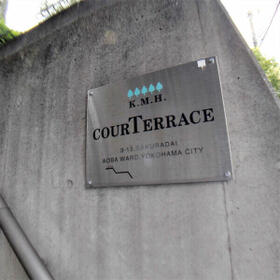 K.M.H.
COURTERRACE
3-13, SAKURADAI
AOBA WARD, YOKOHAMA CITY